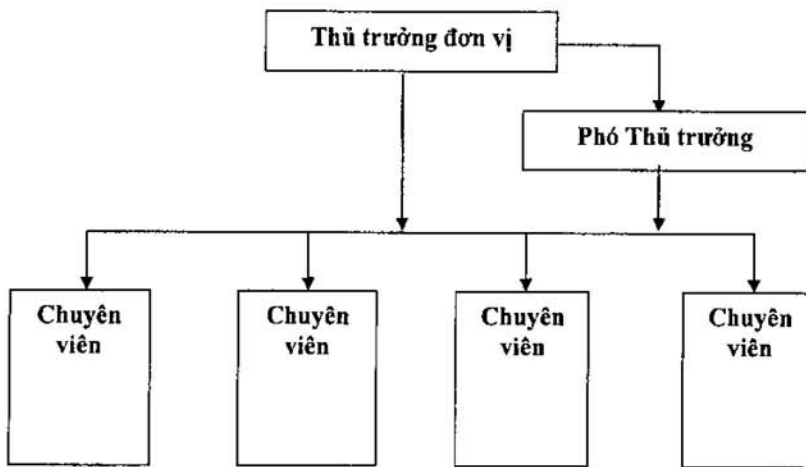 Thủ trưởng đơn vị
Phó Thủ trưởng
Chuyên
viên
Chuyên
viên
Chuyên
viên
Chuyên
viên